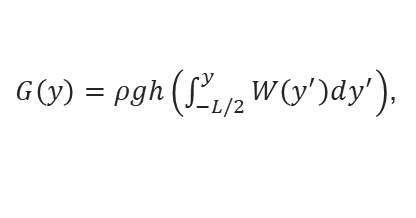 G(y) = ρgh (∫_{-L/2}^{y} W(y′)dy′),